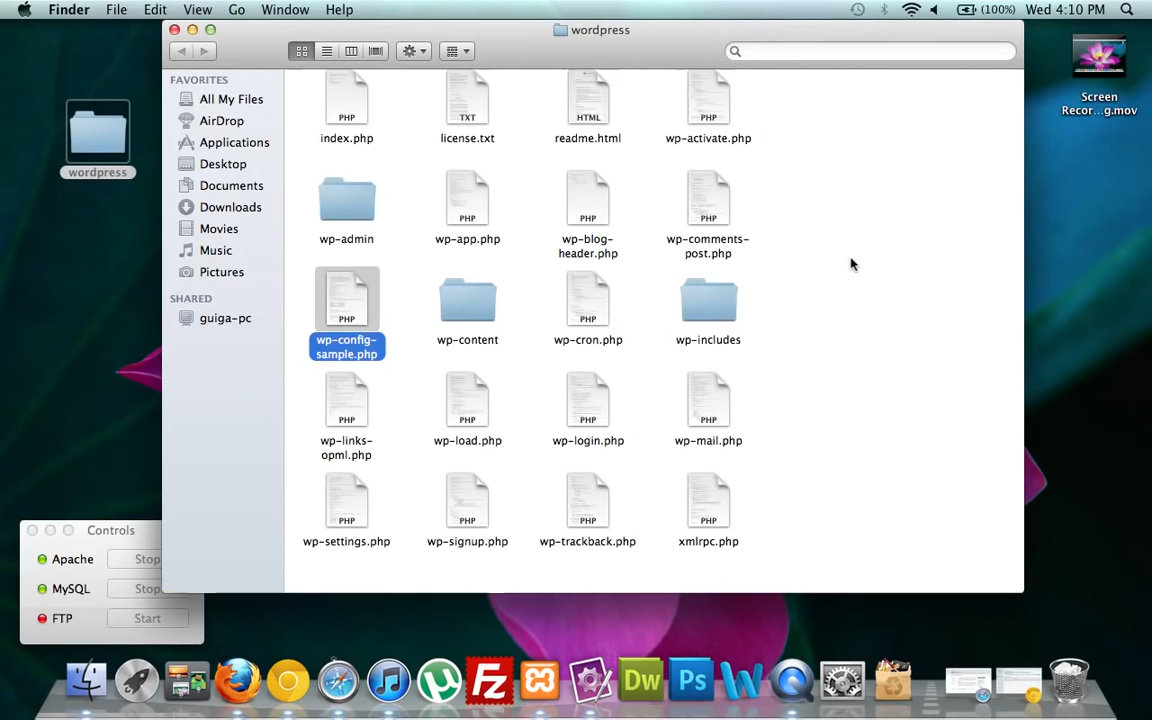 Finder File Edit View Go Window Help
(100%) Wed 4:10 PM
wordpress
wordpress
Screen
Recor...g.mov
FAVORITES
All My Files
AirDrop
Applications
Desktop
Documents
Downloads
Movies
Music
Pictures
SHARED
guiga-pc
PHP TXT HTML PHP
index.php license.txt readme.html wp-activate.php
PHP PHP PHP
wp-admin wp-app.php wp-blog-
header.php wp-comments-
post.php
PHP PHP
wp-config-
sample.php wp-content wp-cron.php wp-includes
PHP PHP PHP PHP
wp-links-
opml.php wp-load.php wp-login.php wp-mail.php
PHP PHP PHP PHP
wp-settings.php wp-signup.php wp-trackback.php xmlrpc.php
Controls
Apache Stop
MySQL Stop
FTP Start
Fz Dw Ps W